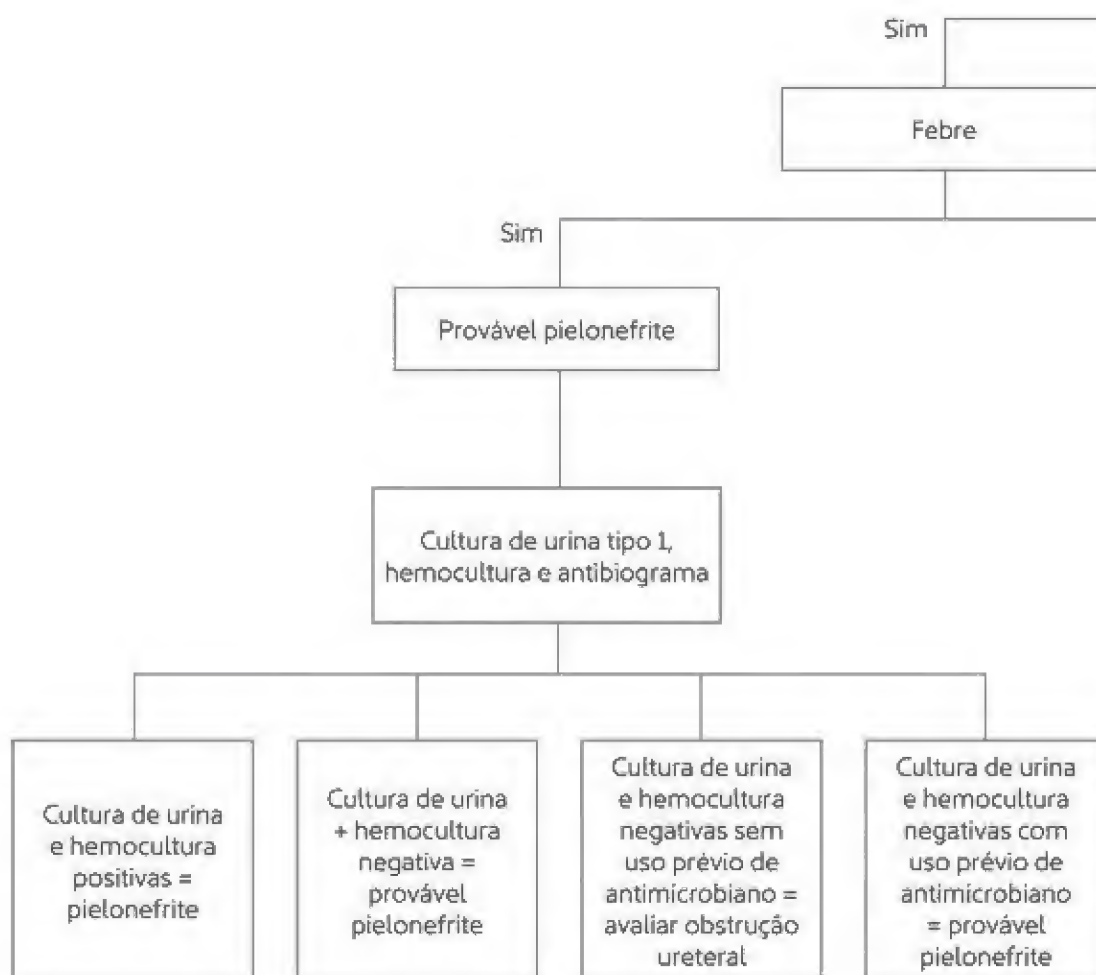 Sim
Febre
Sim
Provável pielonefrite
Cultura de urina tipo 1,
hemocultura e antibiograma
Cultura de urina
e hemocultura
positivas =
pielonefrite
Cultura de urina
+ hemocultura
negativa =
provável
pielonefrite
Cultura de urina
e hemocultura
negativas sem
uso prévio de
antimicrobiano =
avaliar obstrução
ureteral
Cultura de urina
e hemocultura
negativas com
uso prévio de
antimicrobiano
= provável
pielonefrite